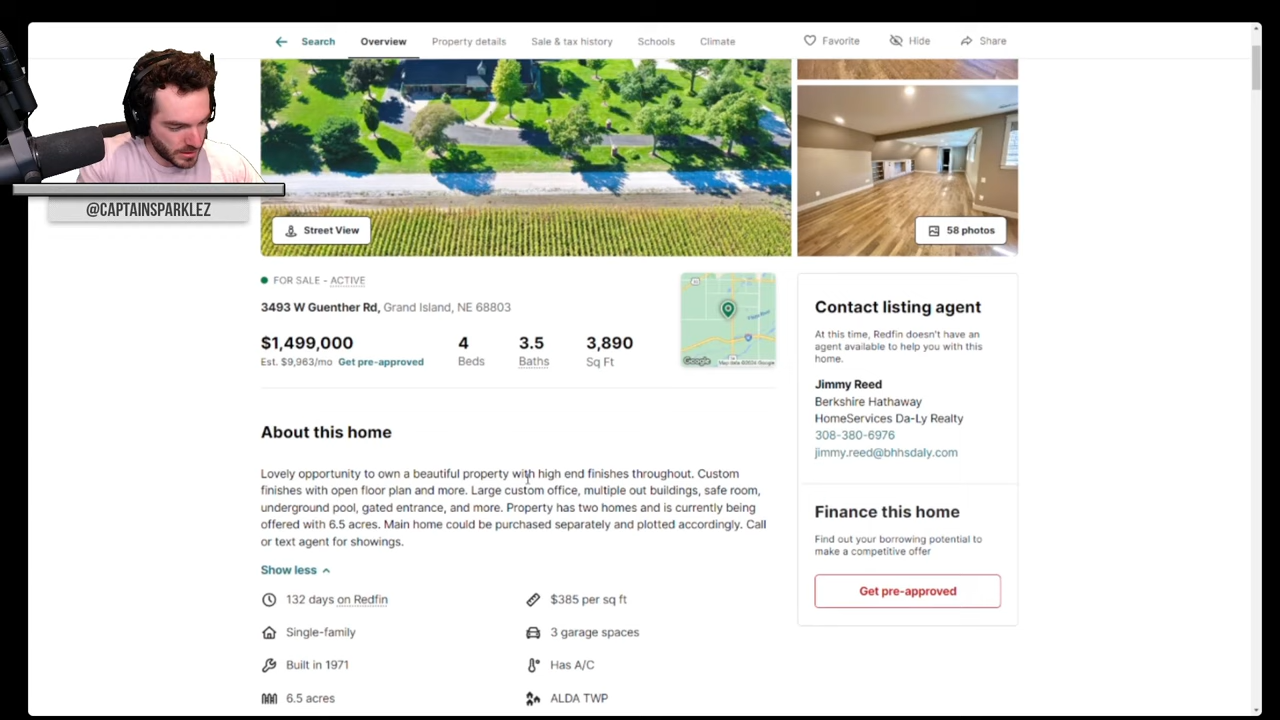 Search
Overview
Property details
Sale & tax history
Schools
Climate
Favorite
Hide
Share
@CAPTAINSPARKLEZ
Street View
58 photos
FOR SALE - ACTIVE
3493 W Guenther Rd, Grand Island, NE 68803
$1,499,000
Est. $9,963/mo Get pre-approved
4
Beds
3.5
Baths
3,890
Sq Ft
Google
About this home
Lovely opportunity to own a beautiful property with high end finishes throughout. Custom
finishes with open floor plan and more. Large custom office, multiple out buildings, safe room,
underground pool, gated entrance, and more. Property has two homes and is currently being
offered with 6.5 acres. Main home could be purchased separately and plotted accordingly. Call
or text agent for showings.
Show less
132 days on Redfin
$385 per sq ft
Single-family
3 garage spaces
Built in 1971
Has A/C
6.5 acres
ALDA TWP
Contact listing agent
At this time, Redfin doesn't have an
agent available to help you with this
home.
Jimmy Reed
Berkshire Hathaway
HomeServices Da-Ly Realty
308-380-6976
jimmy.reed@bhhsdaly.com
Finance this home
Find out your borrowing potential to
make a competitive offer
Get pre-approved